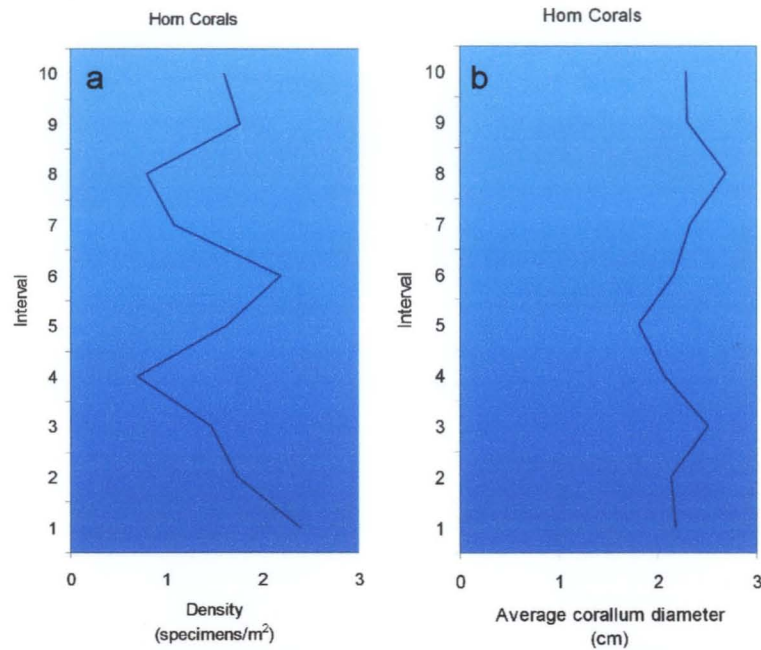 Horn Corals
a
10
9
8
7
6
5
4
3
2
1
Interval
0 1 2 3
Density
(specimens/m²)
Horn Corals
b
10
9
8
7
6
5
4
3
2
1
Interval
0 1 2 3
Average corallum diameter
(cm)